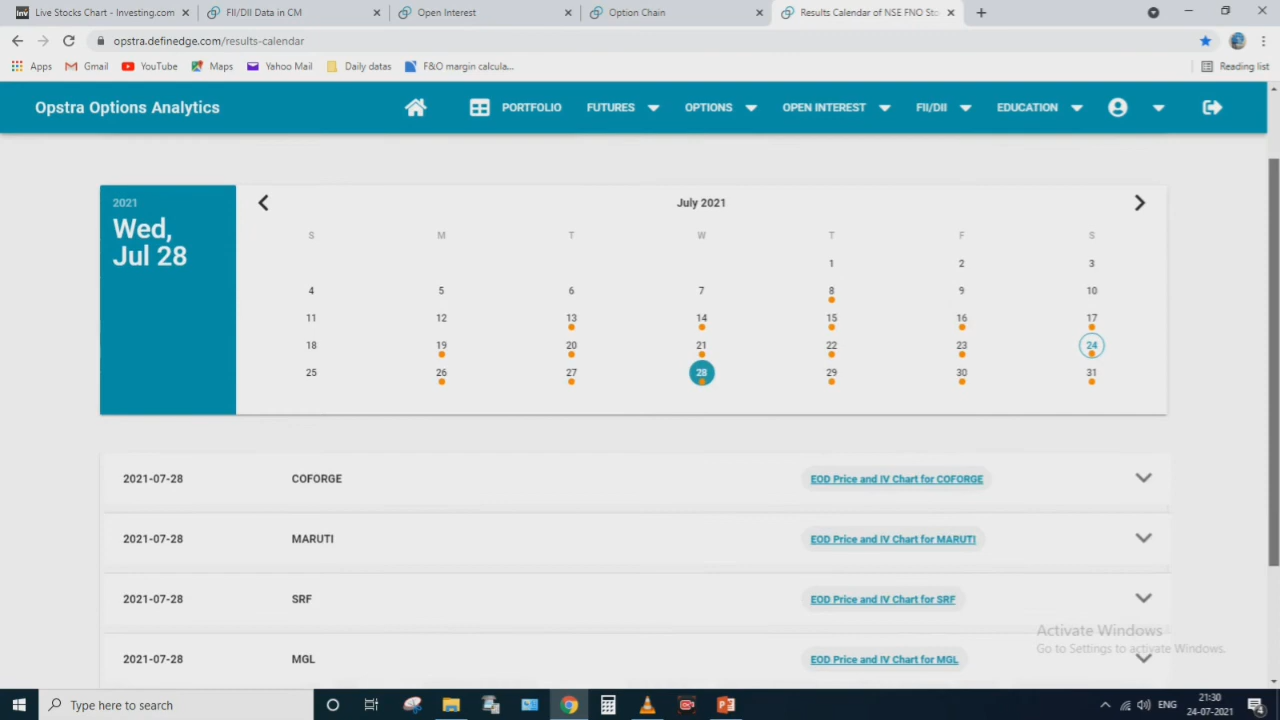 Live Stocks Chart - Investing.com
FII/DII Data in CM
Open Interest
Option Chain
Results Calendar of NSE FNO Sto
opstra.definedge.com/results-calendar
Apps
Gmail
YouTube
Maps
Yahoo Mail
Daily datas
F&O margin calcula...
Reading list
Opstra Options Analytics
PORTFOLIO
FUTURES
OPTIONS
OPEN INTEREST
FII/DII
EDUCATION
2021
Wed,
Jul 28
July 2021
S M T W T F S
1 2 3
4 5 6 7 8 9 10
11 12 13 14 15 16 17
18 19 20 21 22 23 24
25 26 27 28 29 30 31
2021-07-28 COFORGE EOD Price and IV Chart for COFORGE
2021-07-28 MARUTI EOD Price and IV Chart for MARUTI
2021-07-28 SRF EOD Price and IV Chart for SRF
2021-07-28 MGL EOD Price and IV Chart for MGL
Activate Windows
Go to Settings to activate Windows.
Type here to search
ENG
21:30
24-07-2021
4